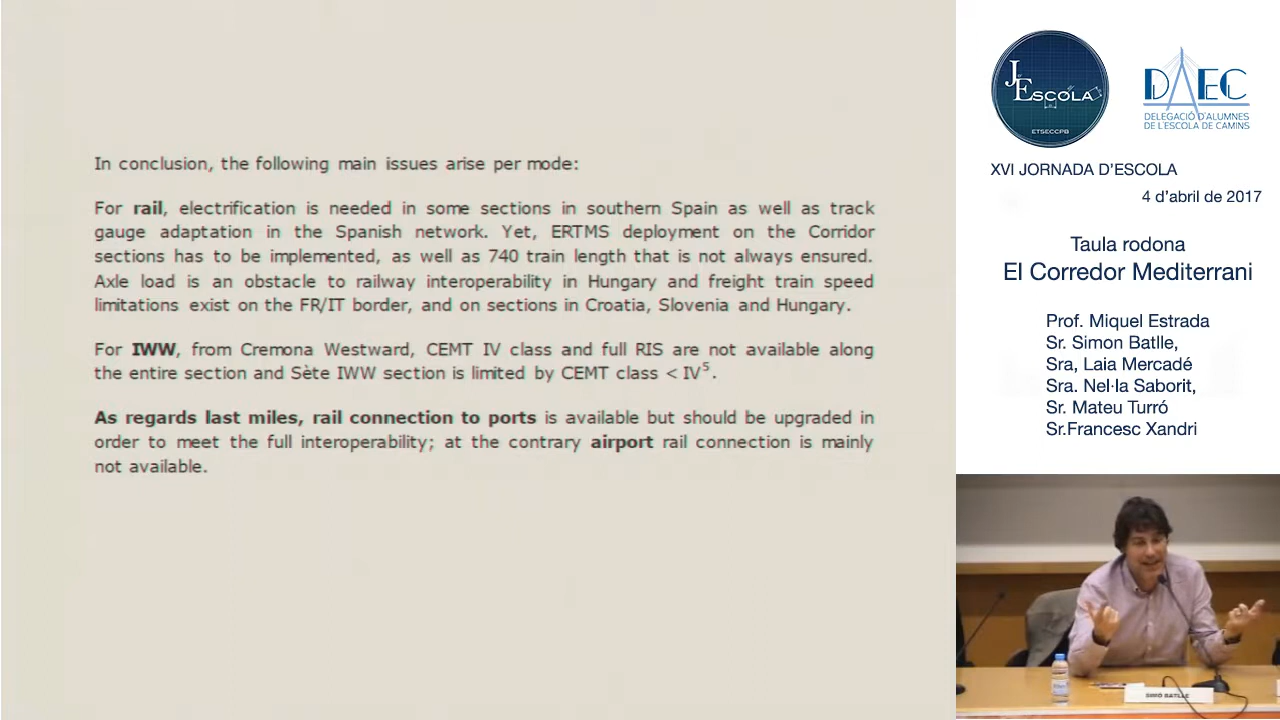 In conclusion, the following main issues arise per mode:
For rail, electrification is needed in some sections in southern Spain as well as track
gauge adaptation in the Spanish network. Yet, ERTMS deployment on the Corridor
sections has to be implemented, as well as 740 train length that is not always ensured.
Axle load is an obstacle to railway interoperability in Hungary and freight train speed
limitations exist on the FR/IT border, and on sections in Croatia, Slovenia and Hungary.
For IWW, from Cremona Westward, CEMT IV class and full RIS are not available along
the entire section and Sète IWW section is limited by CEMT class < IV⁵.
As regards last miles, rail connection to ports is available but should be upgraded in
order to meet the full interoperability; at the contrary airport rail connection is mainly
not available.
J ESCOLA
ETSECCPB
DAEC
DELEGACIÓ D'ALUMNES
DE L'ESCOLA DE CAMINS
XVI JORNADA D'ESCOLA
4 d'abril de 2017
Taula rodona
El Corredor Mediterrani
Prof. Miquel Estrada
Sr. Simon Batlle,
Sra, Laia Mercadé
Sra. Nel·la Saborit,
Sr. Mateu Turró
Sr.Francesc Xandri
SIMÓ BATLLE